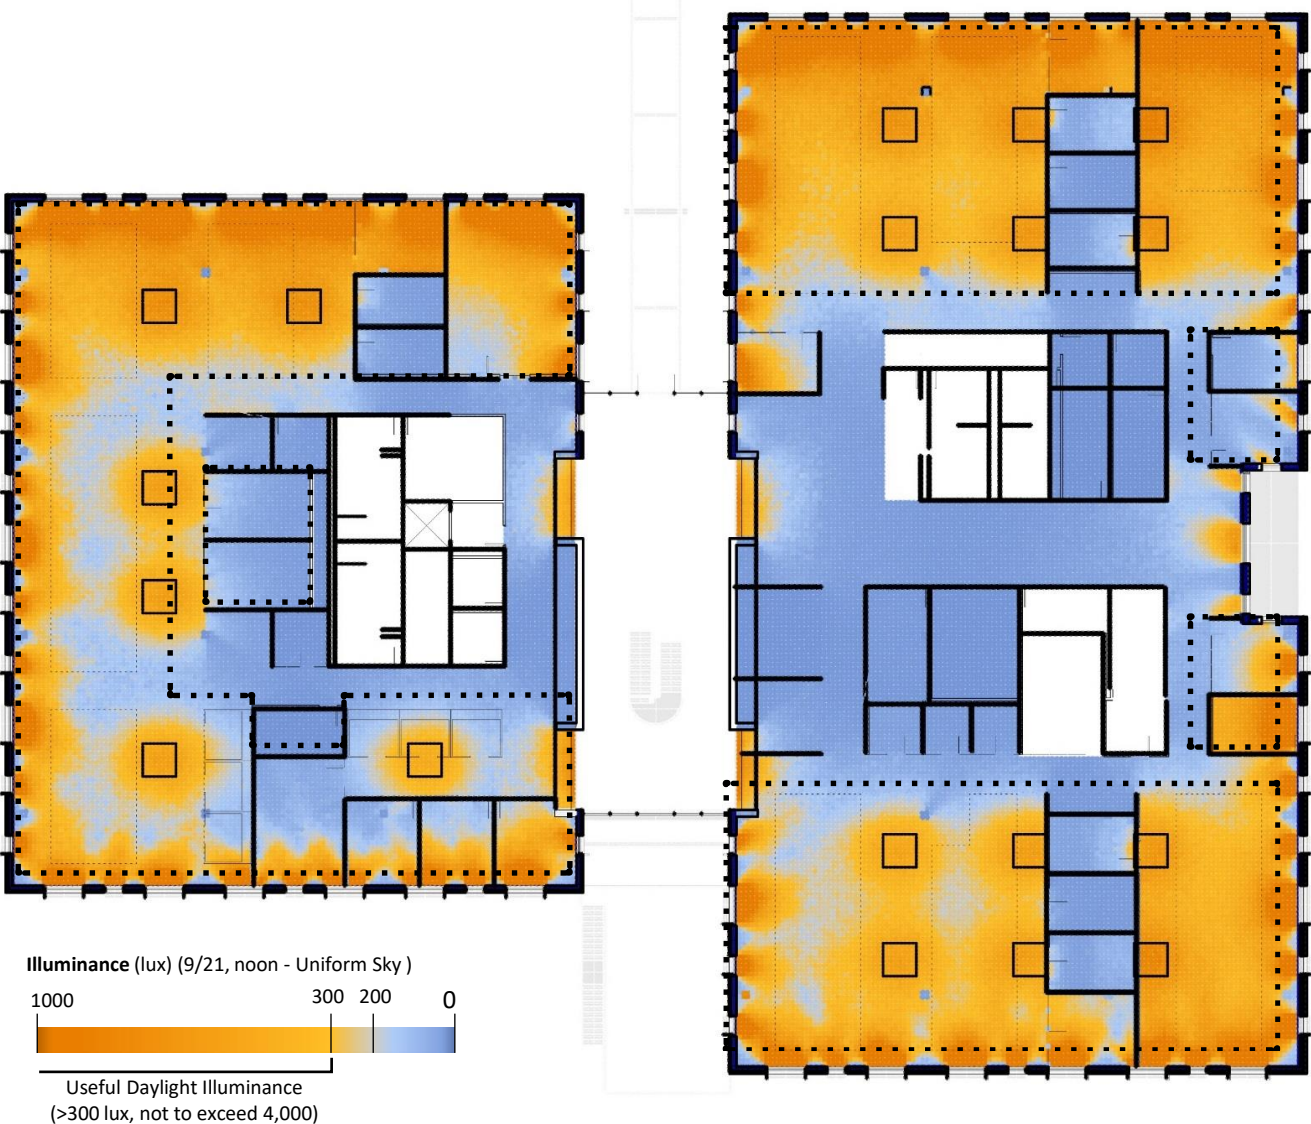 Illuminance (lux) (9/21, noon - Uniform Sky )
1000 300 200 0
Useful Daylight Illuminance
(>300 lux, not to exceed 4,000)